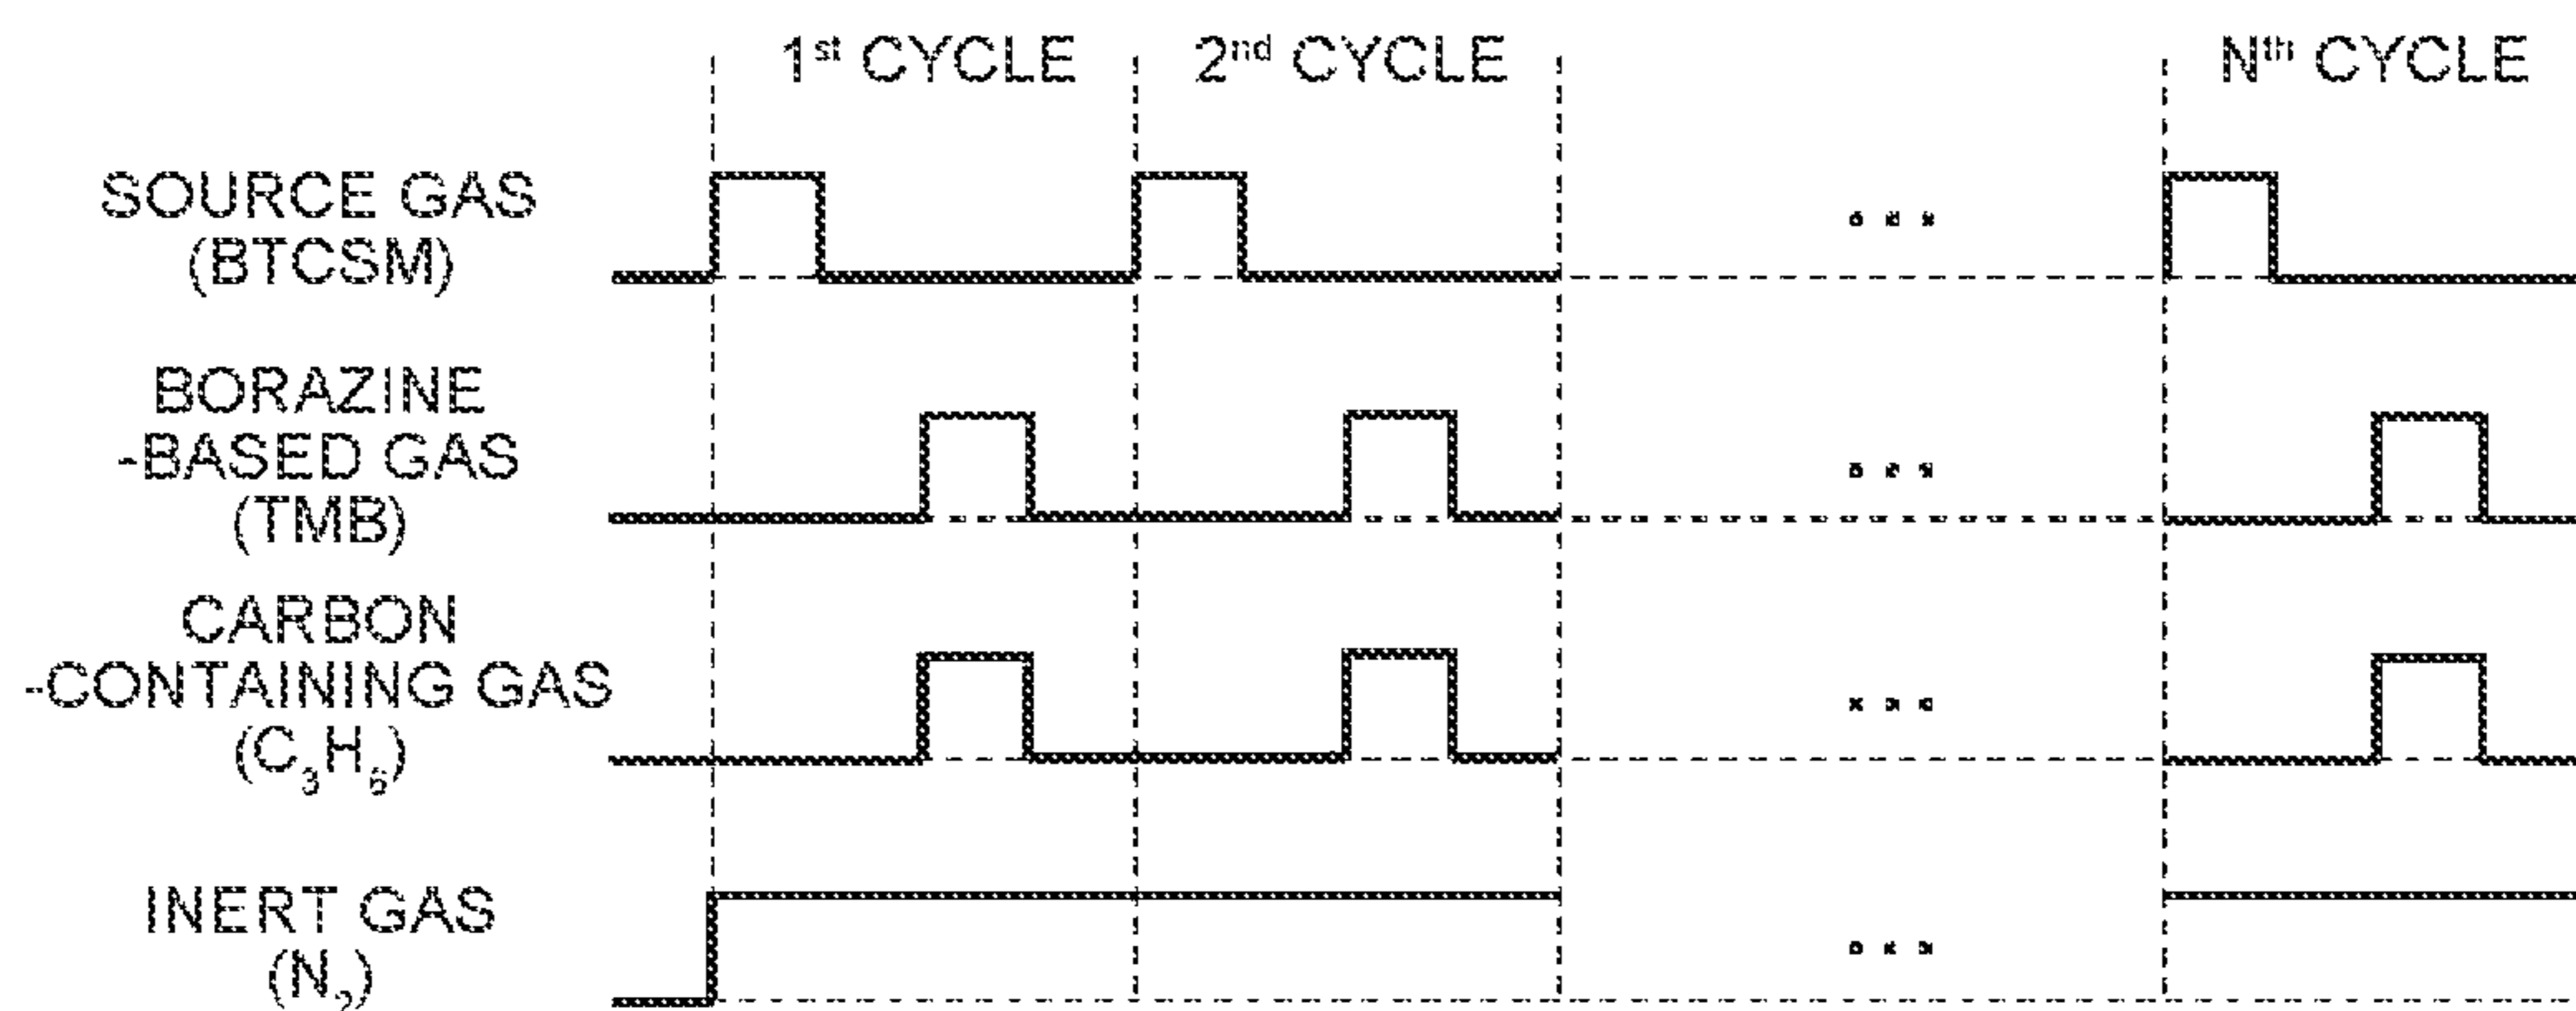 1st CYCLE
2nd CYCLE
Nth CYCLE
SOURCE GAS
(BTCSM)
BORAZINE
-BASED GAS
(TMB)
CARBON
-CONTAINING GAS
(C₃H₆)
INERT GAS
(N₂)